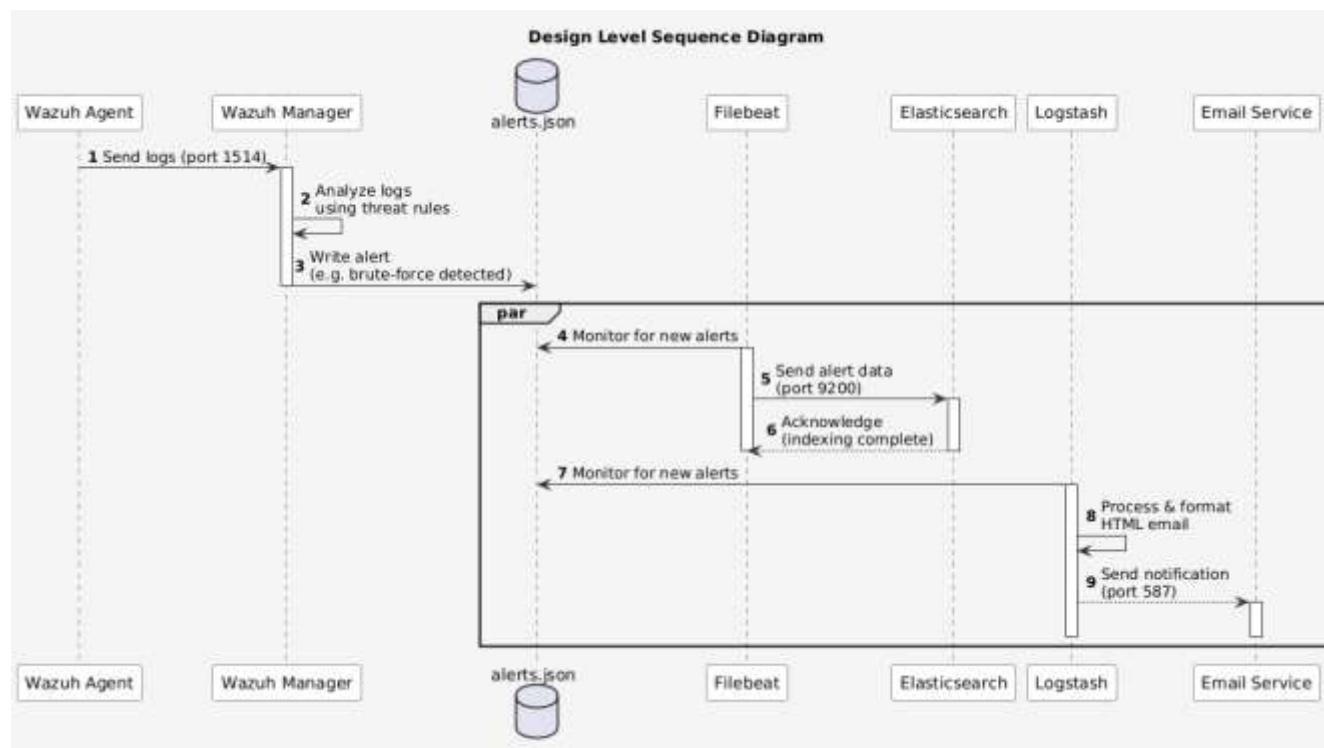 Design Level Sequence Diagram
Wazuh Agent
Wazuh Manager
alerts.json
Filebeat
Elasticsearch
Logstash
Email Service
1 Send logs (port 1514)
2 Analyze logs
using threat rules
3 Write alert
(e.g. brute-force detected)
par
4 Monitor for new alerts
5 Send alert data
(port 9200)
6 Acknowledge
(indexing complete)
7 Monitor for new alerts
8 Process & format
HTML email
9 Send notification
(port 587)
Wazuh Agent
Wazuh Manager
alerts.json
Filebeat
Elasticsearch
Logstash
Email Service